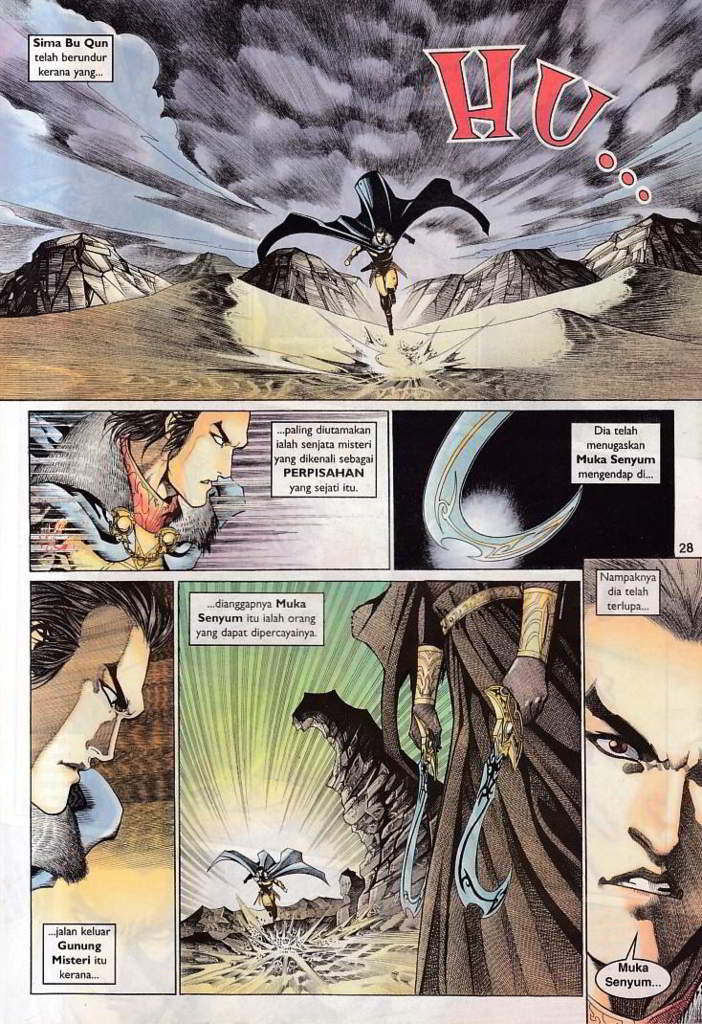 Sima Bu Qun
telah berundur
kerana yang...
HU...
...paling diutamakan
ialah senjata misteri
yang dikenali sebagai
PERPISAHAN
yang sejati itu.
Dia telah
menugaskan
Muka Senyum
mengendap di...
28
...jalan keluar
Gunung
Misteri itu
kerana...
...dianggapnya Muka
Senyum itu ialah orang
yang dapat dipercayainya.
Nampaknya
dia telah
terlupa...
Muka
Senyum...